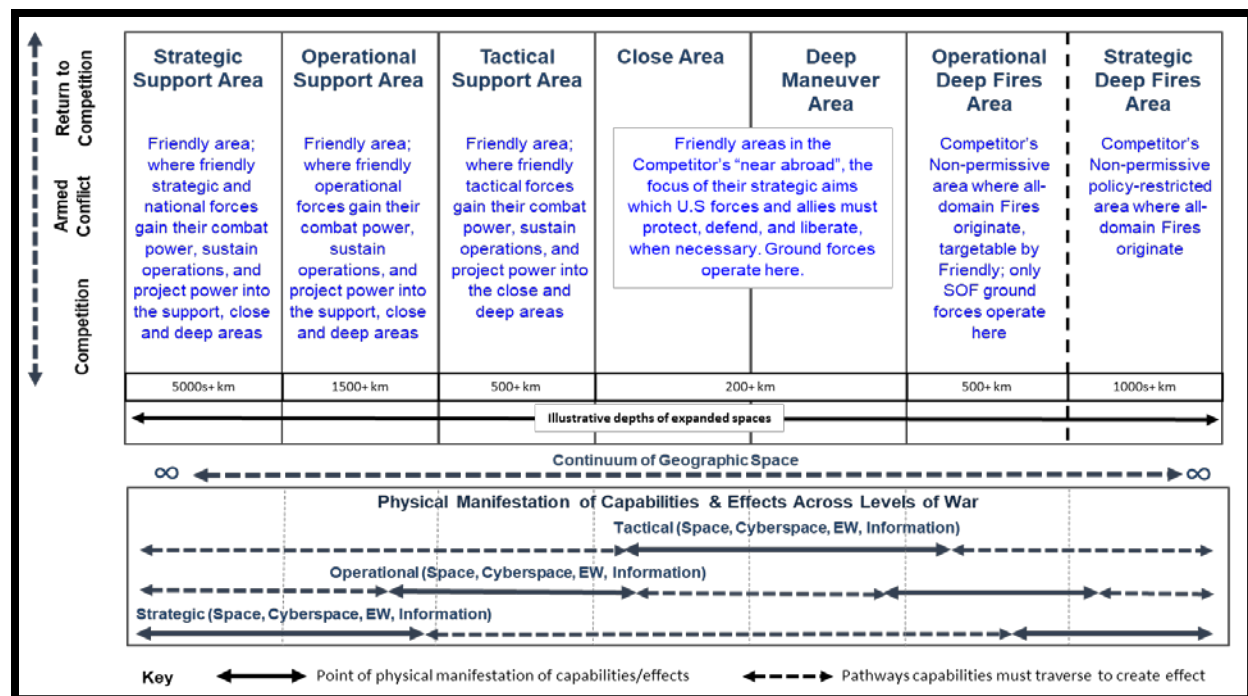 Return to
Competition
Armed
Conflict
Competition
Strategic
Support Area
Friendly area;
where friendly
strategic and
national forces
gain their combat
power, sustain
operations, and
project power into
the support, close
and deep areas
Operational
Support Area
Friendly area;
where friendly
operational
forces gain their
combat power,
sustain
operations, and
project power into
the support, close
and deep areas
Tactical
Support Area
Friendly area;
where friendly
tactical forces
gain their combat
power, sustain
operations, and
project power into
the close and
deep areas
Close Area
Deep
Maneuver
Area
Friendly areas in the
Competitor's “near abroad”, the
focus of their strategic aims
which U.S forces and allies must
protect, defend, and liberate,
when necessary. Ground forces
operate here.
Operational
Deep Fires
Area
Competitor's
Non-permissive
area where all-
domain Fires
originate,
targetable by
Friendly; only
SOF ground
forces operate
here
Strategic
Deep Fires
Area
Competitor's
Non-permissive
policy-restricted
area where all-
domain Fires
originate
5000s+ km
1500+ km
500+ km
200+ km
500+ km
1000s+ km
Illustrative depths of expanded spaces
Continuum of Geographic Space
∞
∞
Physical Manifestation of Capabilities & Effects Across Levels of War
Tactical (Space, Cyberspace, EW, Information)
Operational (Space, Cyberspace, EW, Information)
Strategic (Space, Cyberspace, EW, Information)
Key
Point of physical manifestation of capabilities/effects
Pathways capabilities must traverse to create effect